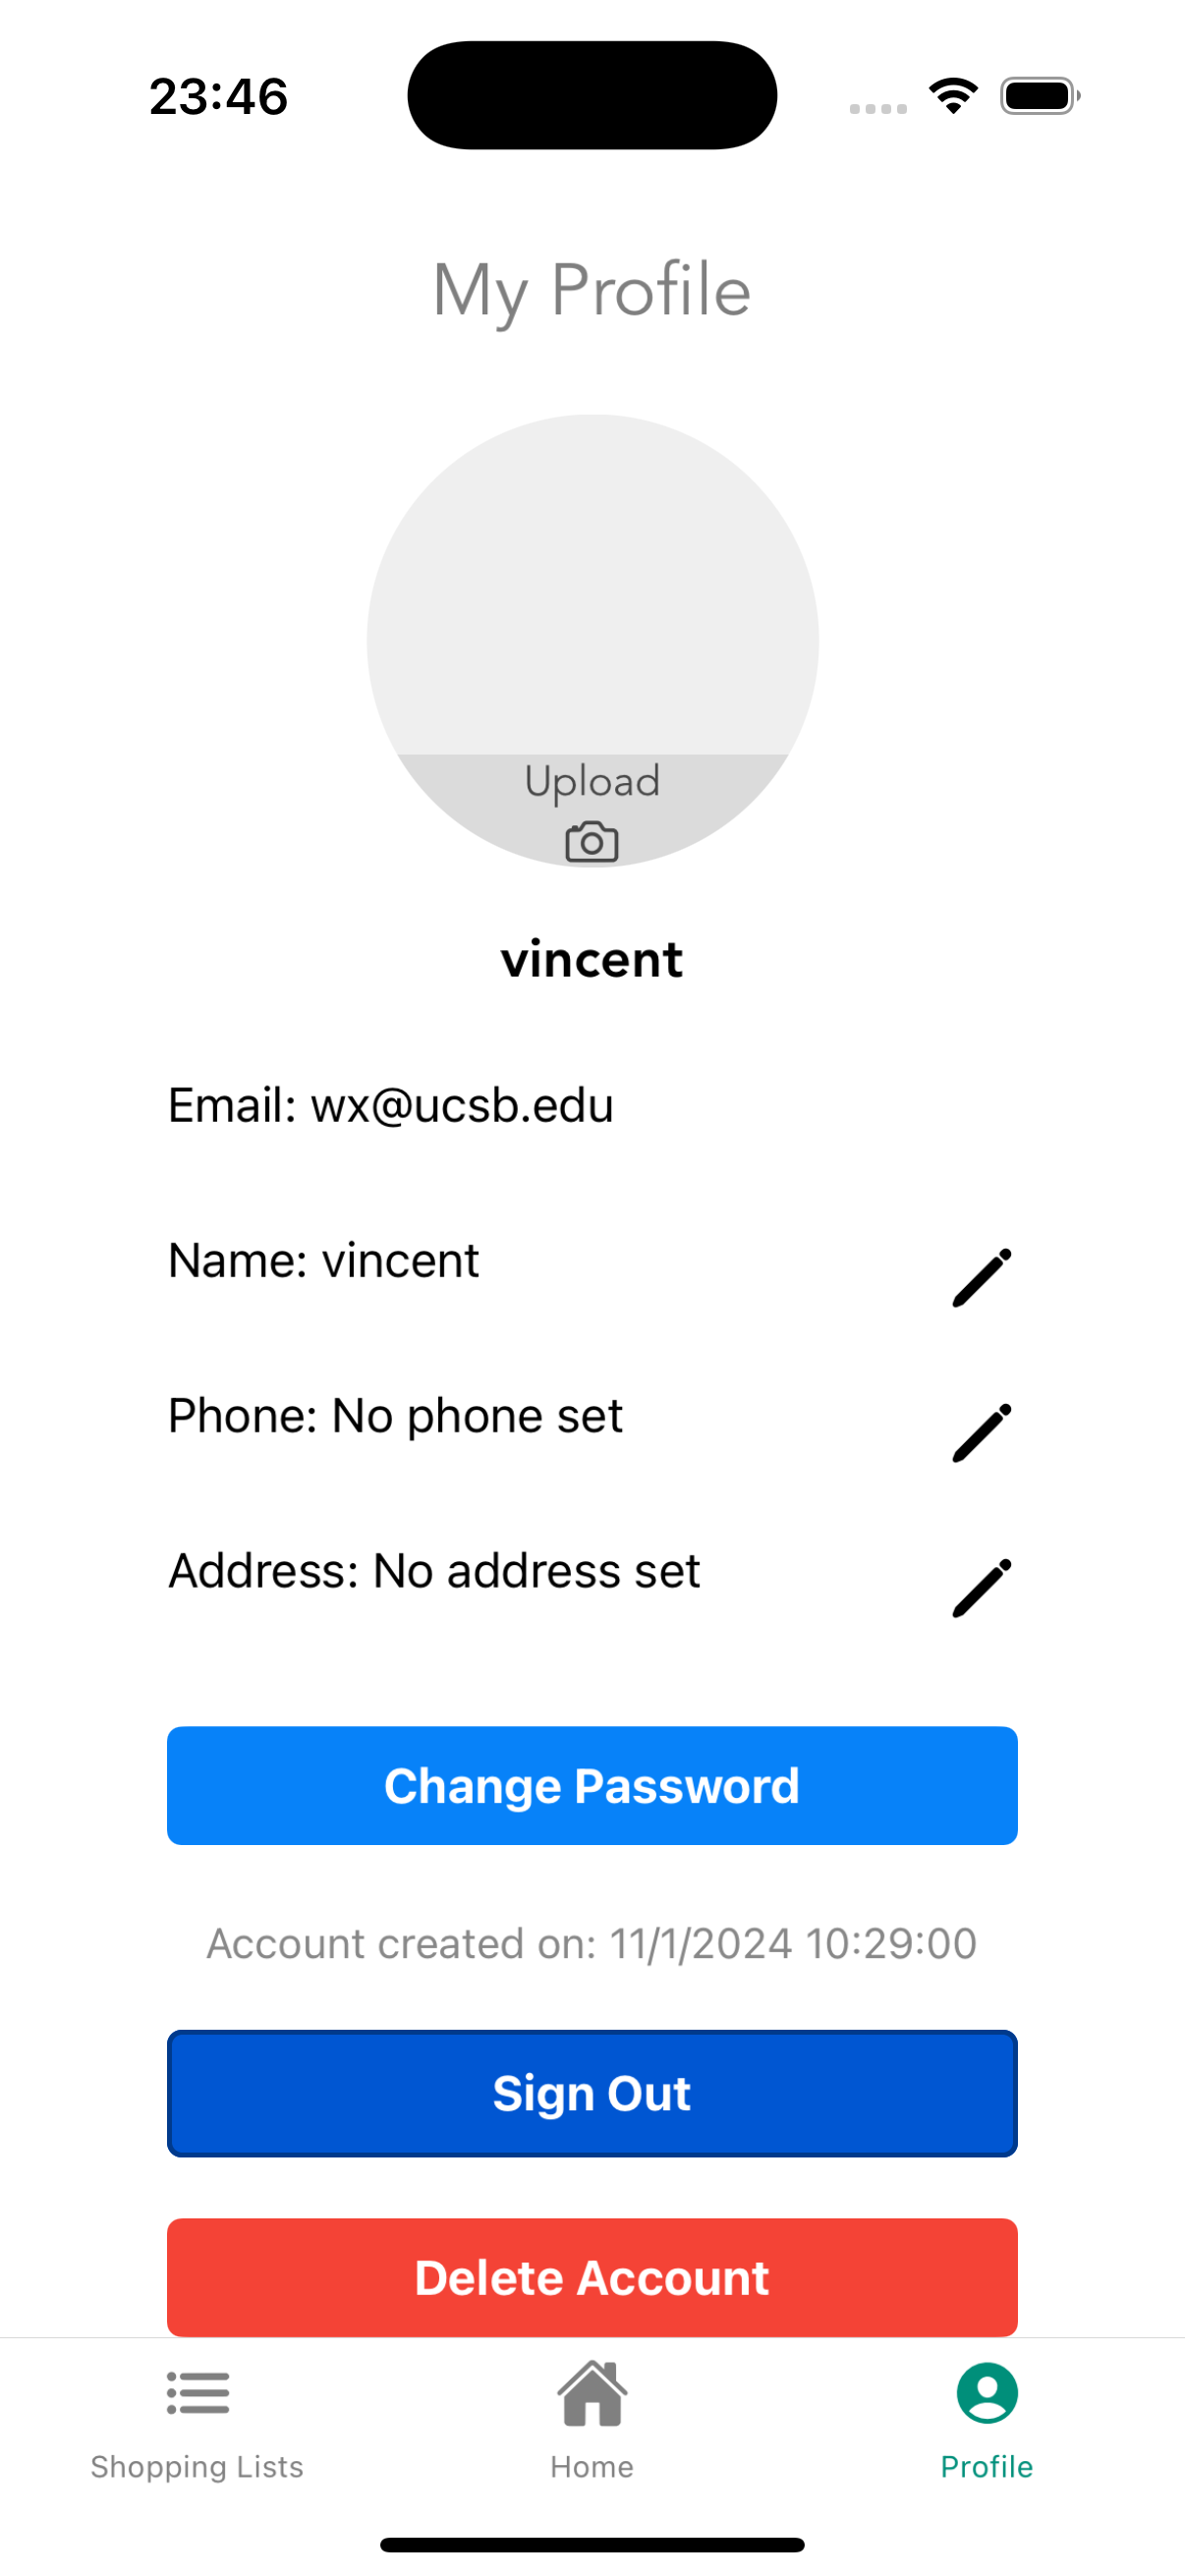 23:46
My Profile
Upload
vincent
Email: wx@ucsb.edu
Name: vincent
Phone: No phone set
Address: No address set
Change Password
Account created on: 11/1/2024 10:29:00
Sign Out
Delete Account
Shopping Lists
Home
Profile